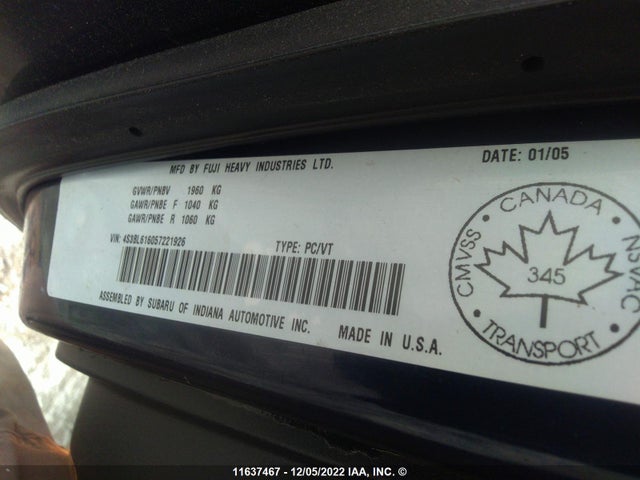 MFD BY FUJI HEAVY INDUSTRIES LTD.
DATE: 01/05
GVWR/PNBV 1960 KG
GAWR/PNBE F 1040 KG
GAWR/PNBE R 1060 KG
VIN: 4S3BL616057221926
TYPE: PC/VT
ASSEMBLED BY SUBARU OF INDIANA AUTOMOTIVE INC.
MADE IN U.S.A.
CANADA
CMVSS
NSVAC
345
TRANSPORT
11637467 - 12/05/2022 IAA, INC. ©